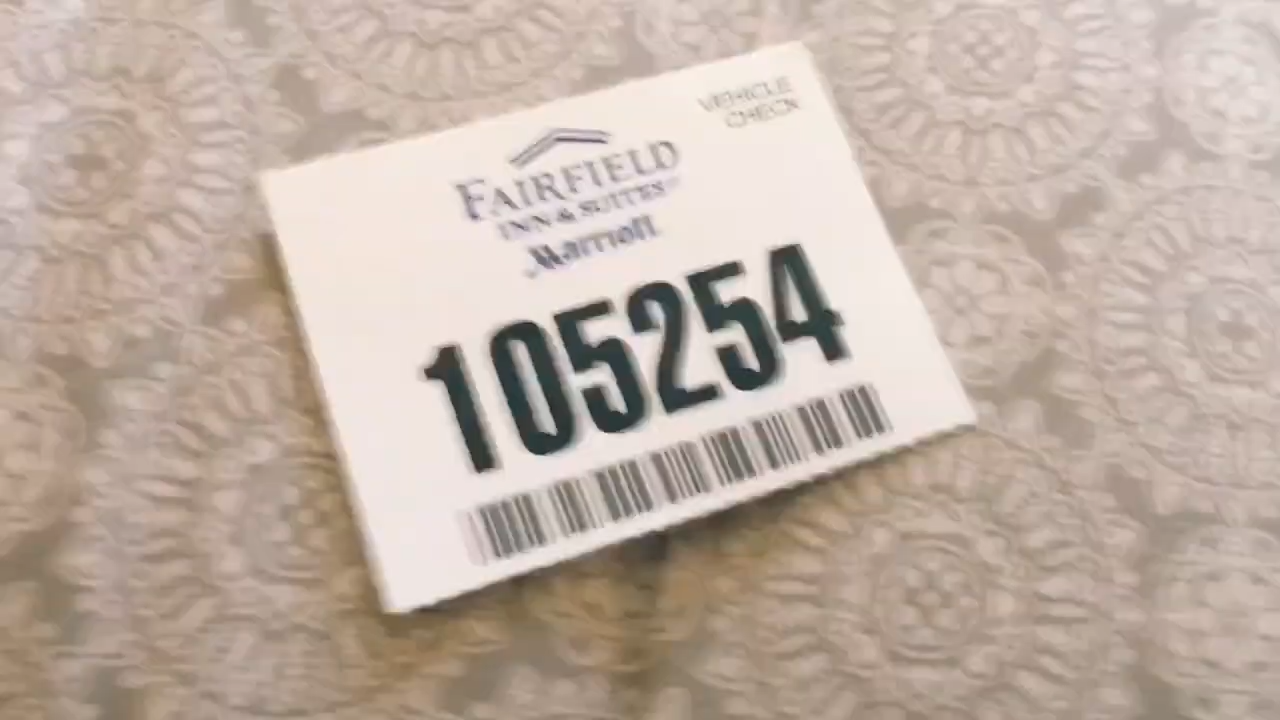 VEHICLE
CHECK
FAIRFIELD
INN & SUITES
Marriott
105254